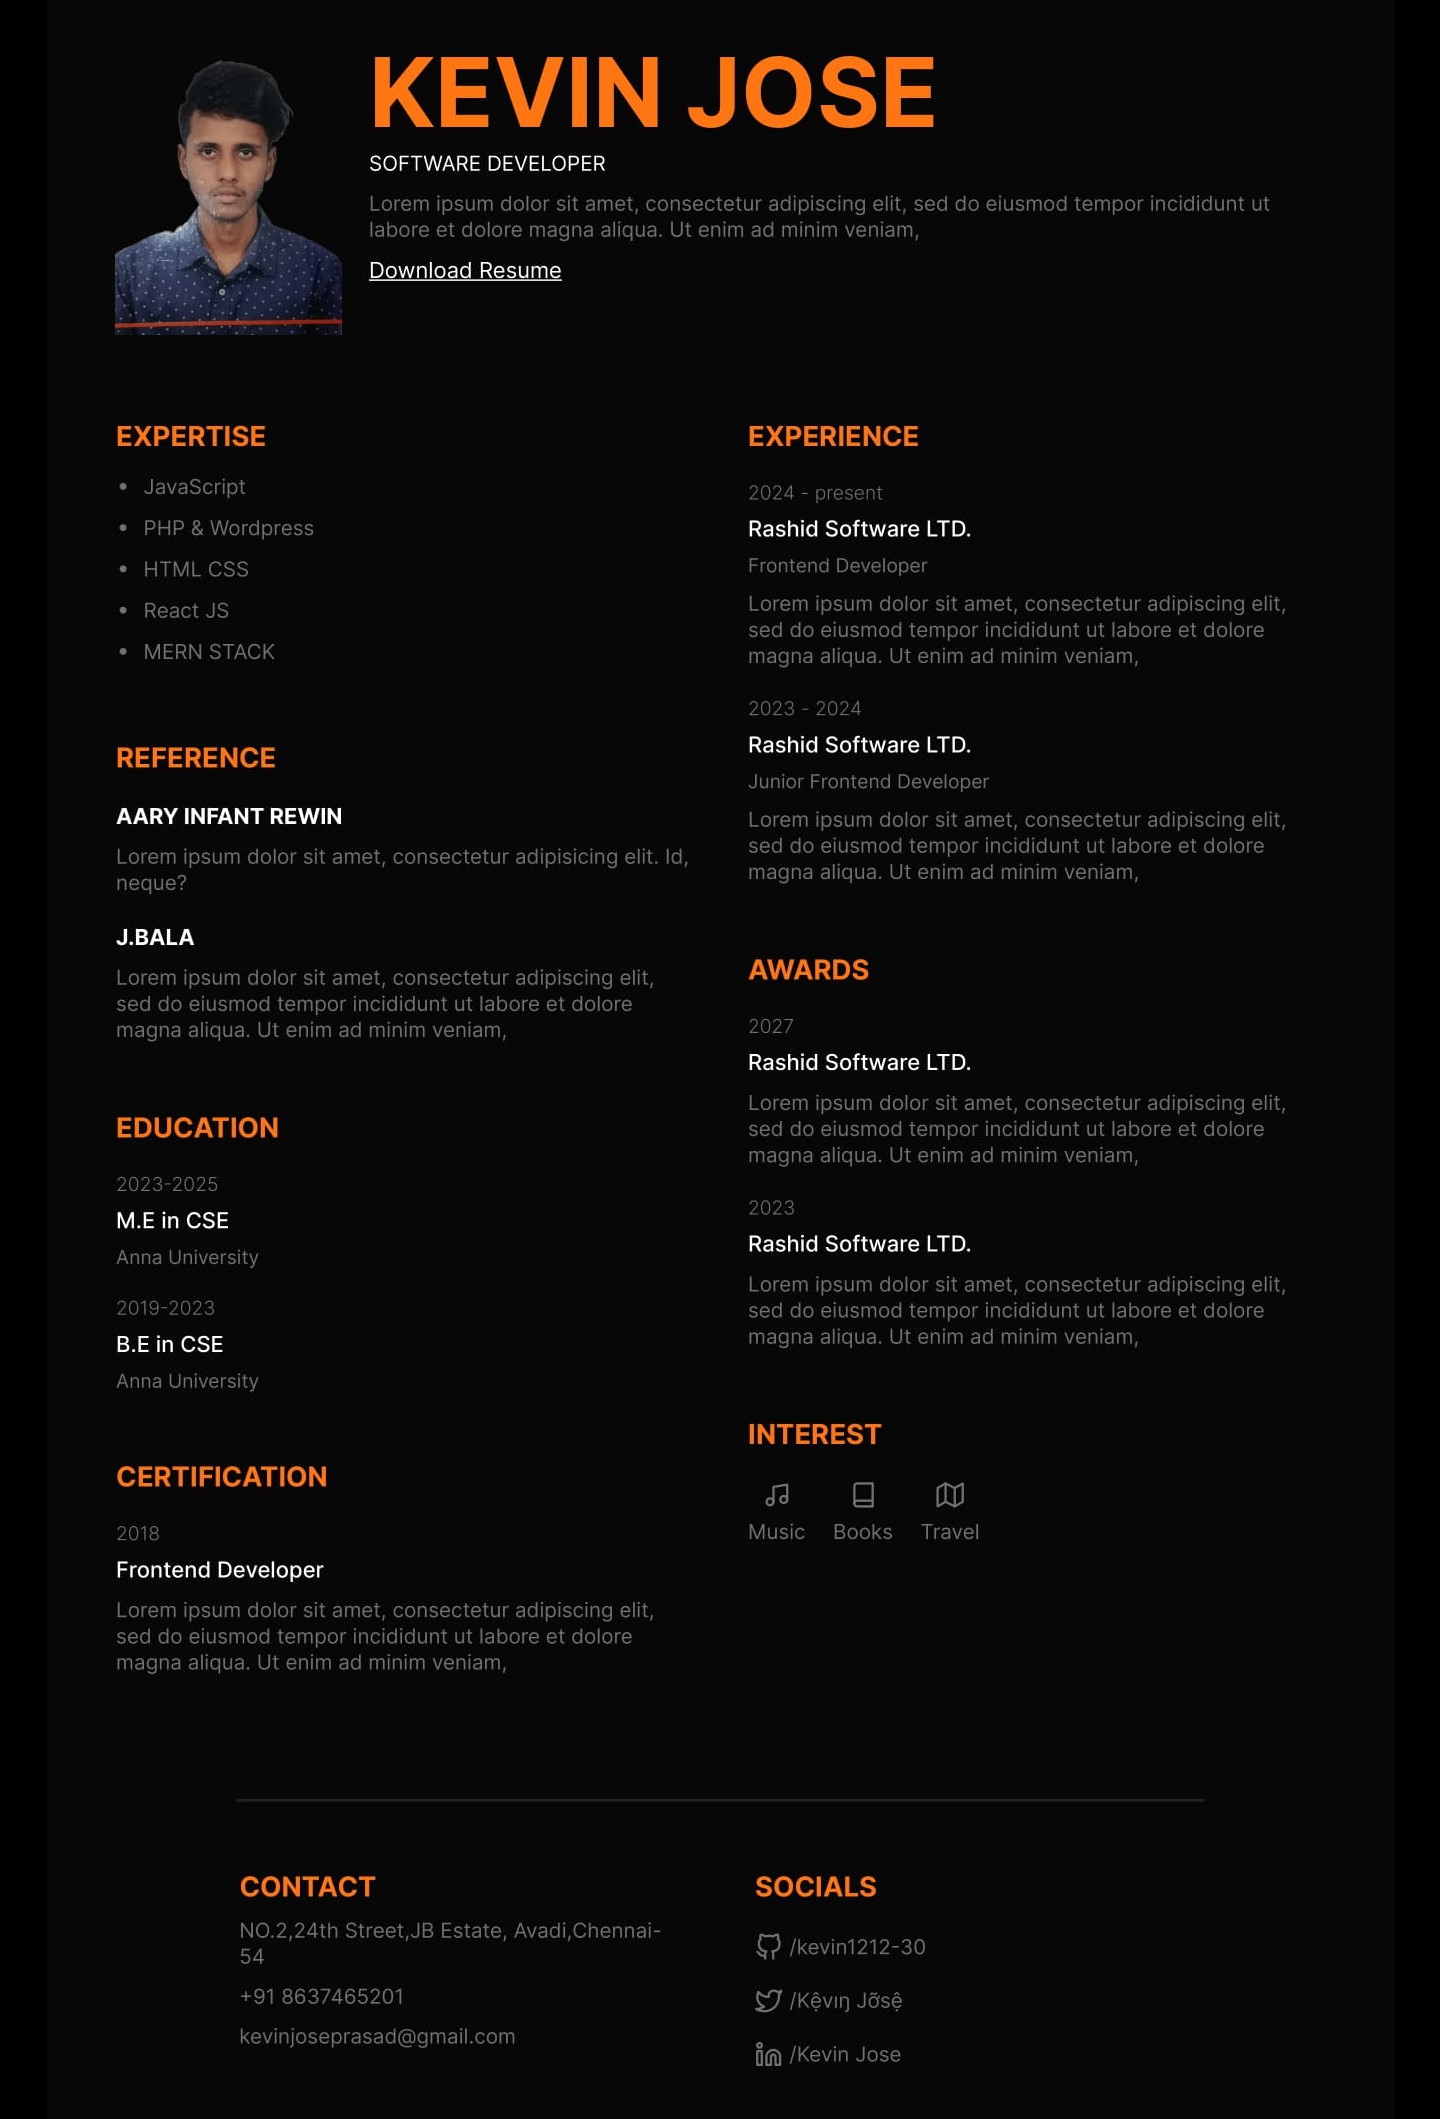 KEVIN JOSE
SOFTWARE DEVELOPER
Lorem ipsum dolor sit amet, consectetur adipiscing elit, sed do eiusmod tempor incididunt ut
labore et dolore magna aliqua. Ut enim ad minim veniam,
Download Resume
EXPERTISE
• JavaScript
• PHP & Wordpress
• HTML CSS
• React JS
• MERN STACK
REFERENCE
AARY INFANT REWIN
Lorem ipsum dolor sit amet, consectetur adipisicing elit. Id,
neque?
J.BALA
Lorem ipsum dolor sit amet, consectetur adipiscing elit,
sed do eiusmod tempor incididunt ut labore et dolore
magna aliqua. Ut enim ad minim veniam,
EDUCATION
2023-2025
M.E in CSE
Anna University
2019-2023
B.E in CSE
Anna University
CERTIFICATION
2018
Frontend Developer
Lorem ipsum dolor sit amet, consectetur adipiscing elit,
sed do eiusmod tempor incididunt ut labore et dolore
magna aliqua. Ut enim ad minim veniam,
EXPERIENCE
2024 - present
Rashid Software LTD.
Frontend Developer
Lorem ipsum dolor sit amet, consectetur adipiscing elit,
sed do eiusmod tempor incididunt ut labore et dolore
magna aliqua. Ut enim ad minim veniam,
2023 - 2024
Rashid Software LTD.
Junior Frontend Developer
Lorem ipsum dolor sit amet, consectetur adipiscing elit,
sed do eiusmod tempor incididunt ut labore et dolore
magna aliqua. Ut enim ad minim veniam,
AWARDS
2027
Rashid Software LTD.
Lorem ipsum dolor sit amet, consectetur adipiscing elit,
sed do eiusmod tempor incididunt ut labore et dolore
magna aliqua. Ut enim ad minim veniam,
2023
Rashid Software LTD.
Lorem ipsum dolor sit amet, consectetur adipiscing elit,
sed do eiusmod tempor incididunt ut labore et dolore
magna aliqua. Ut enim ad minim veniam,
INTEREST
Music Books Travel
CONTACT
NO.2,24th Street,JB Estate, Avadi,Chennai-
54
+91 8637465201
kevinjoseprasad@gmail.com
SOCIALS
/kevin1212-30
/Kệvıŋ Jỡsệ
/Kevin Jose